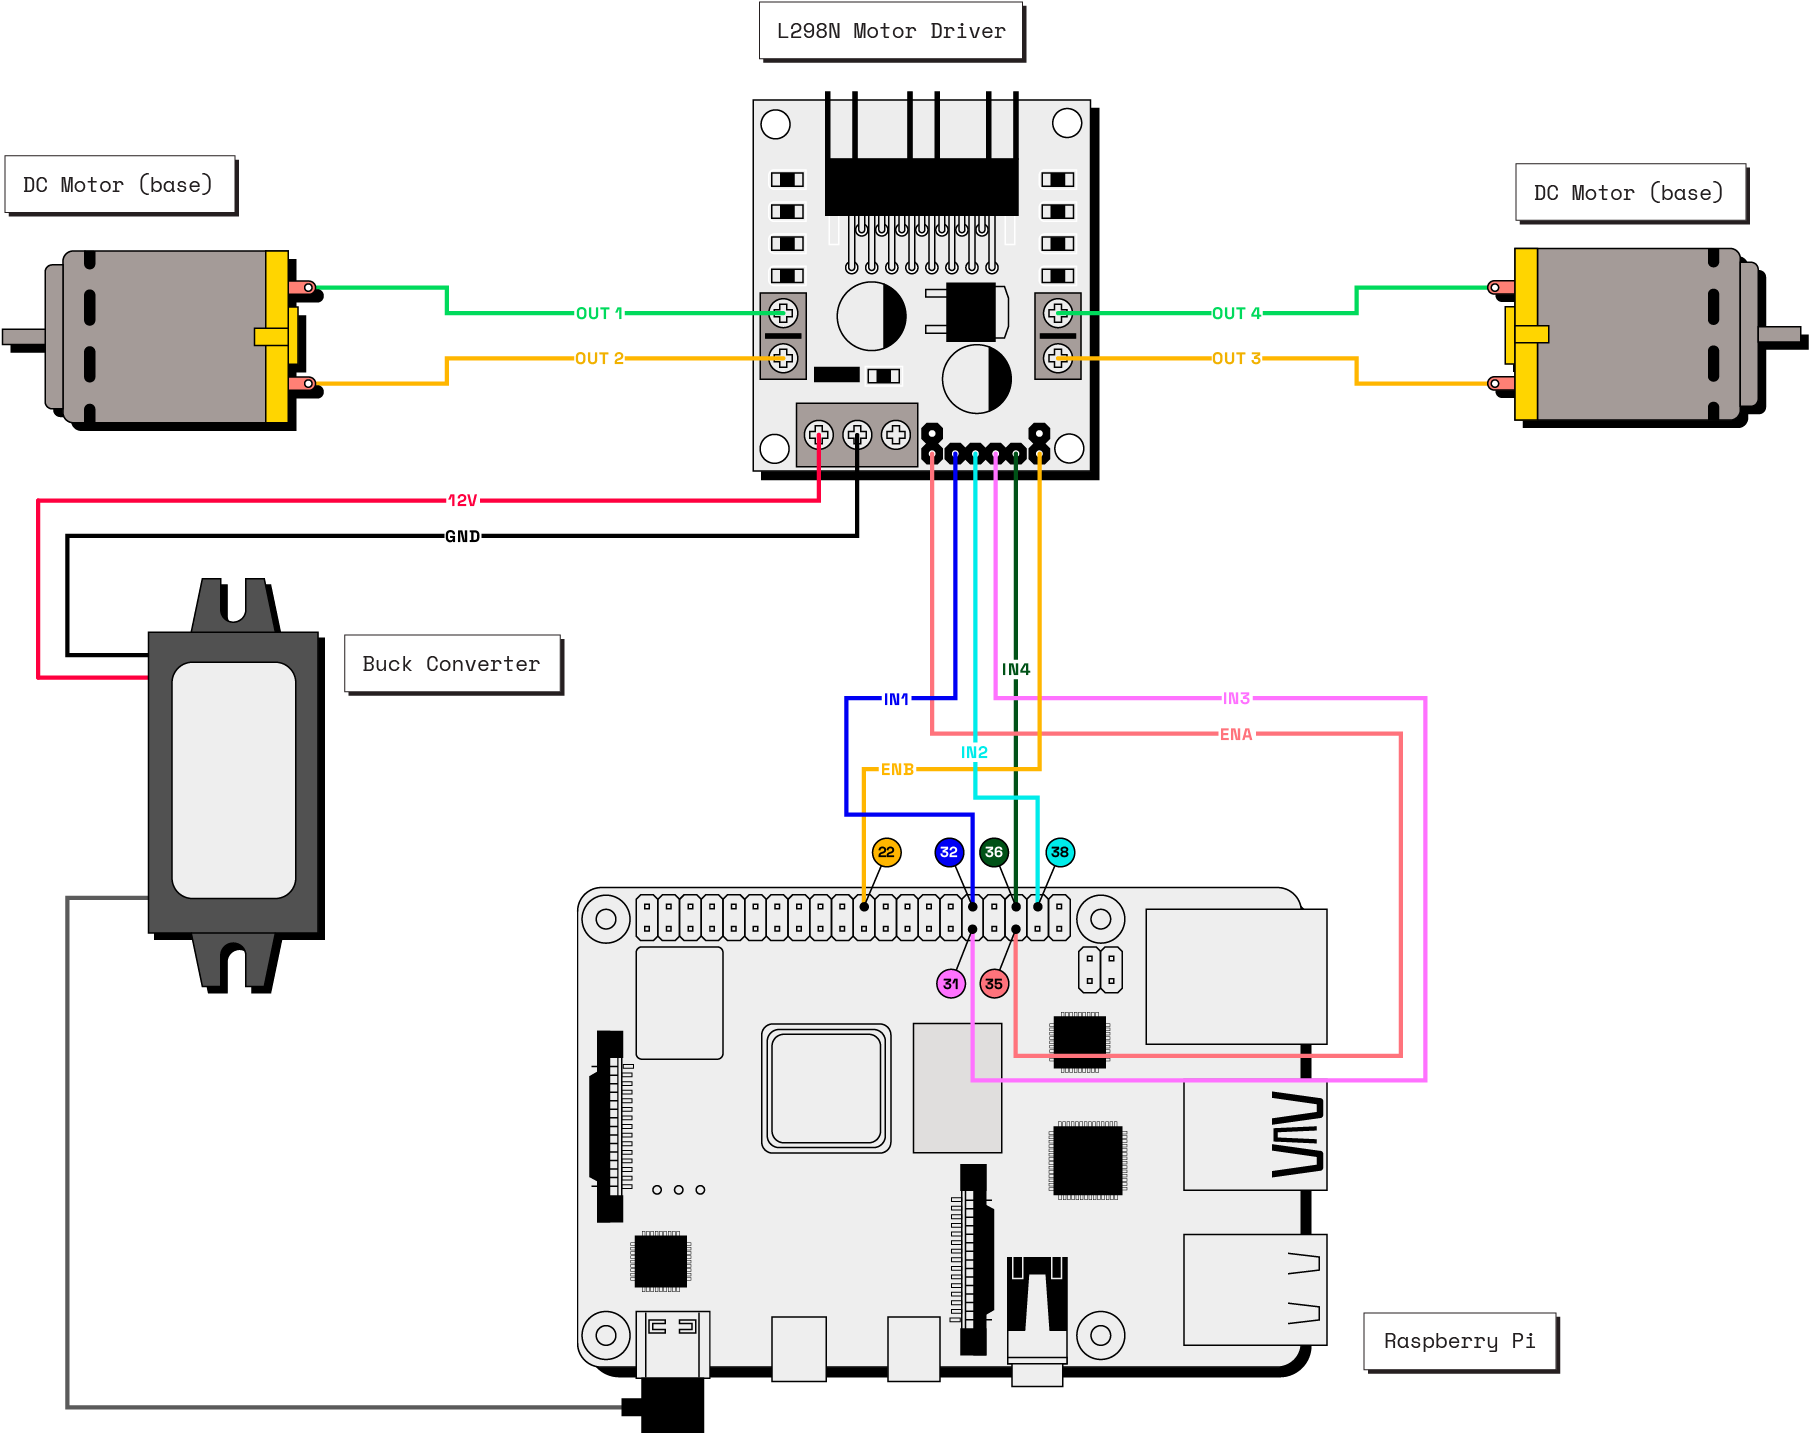 L298N Motor Driver
DC Motor (base)
DC Motor (base)
OUT 1
OUT 4
OUT 2
OUT 3
12V
GND
Buck Converter
IN4
IN1
IN3
ENA
IN2
ENB
22
32
36
38
31
35
Raspberry Pi